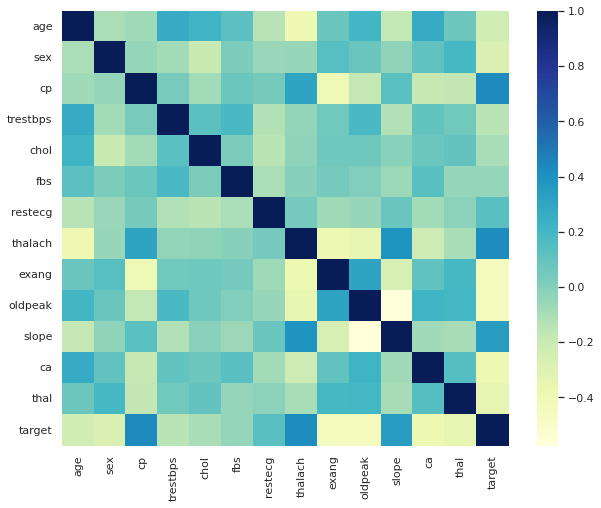 age
sex
cp
trestbps
chol
fbs
restecg
thalach
exang
oldpeak
slope
ca
thal
target
age
sex
cp
trestbps
chol
fbs
restecg
thalach
exang
oldpeak
slope
ca
thal
target
1.0
0.8
0.6
0.4
0.2
0.0
−0.2
−0.4